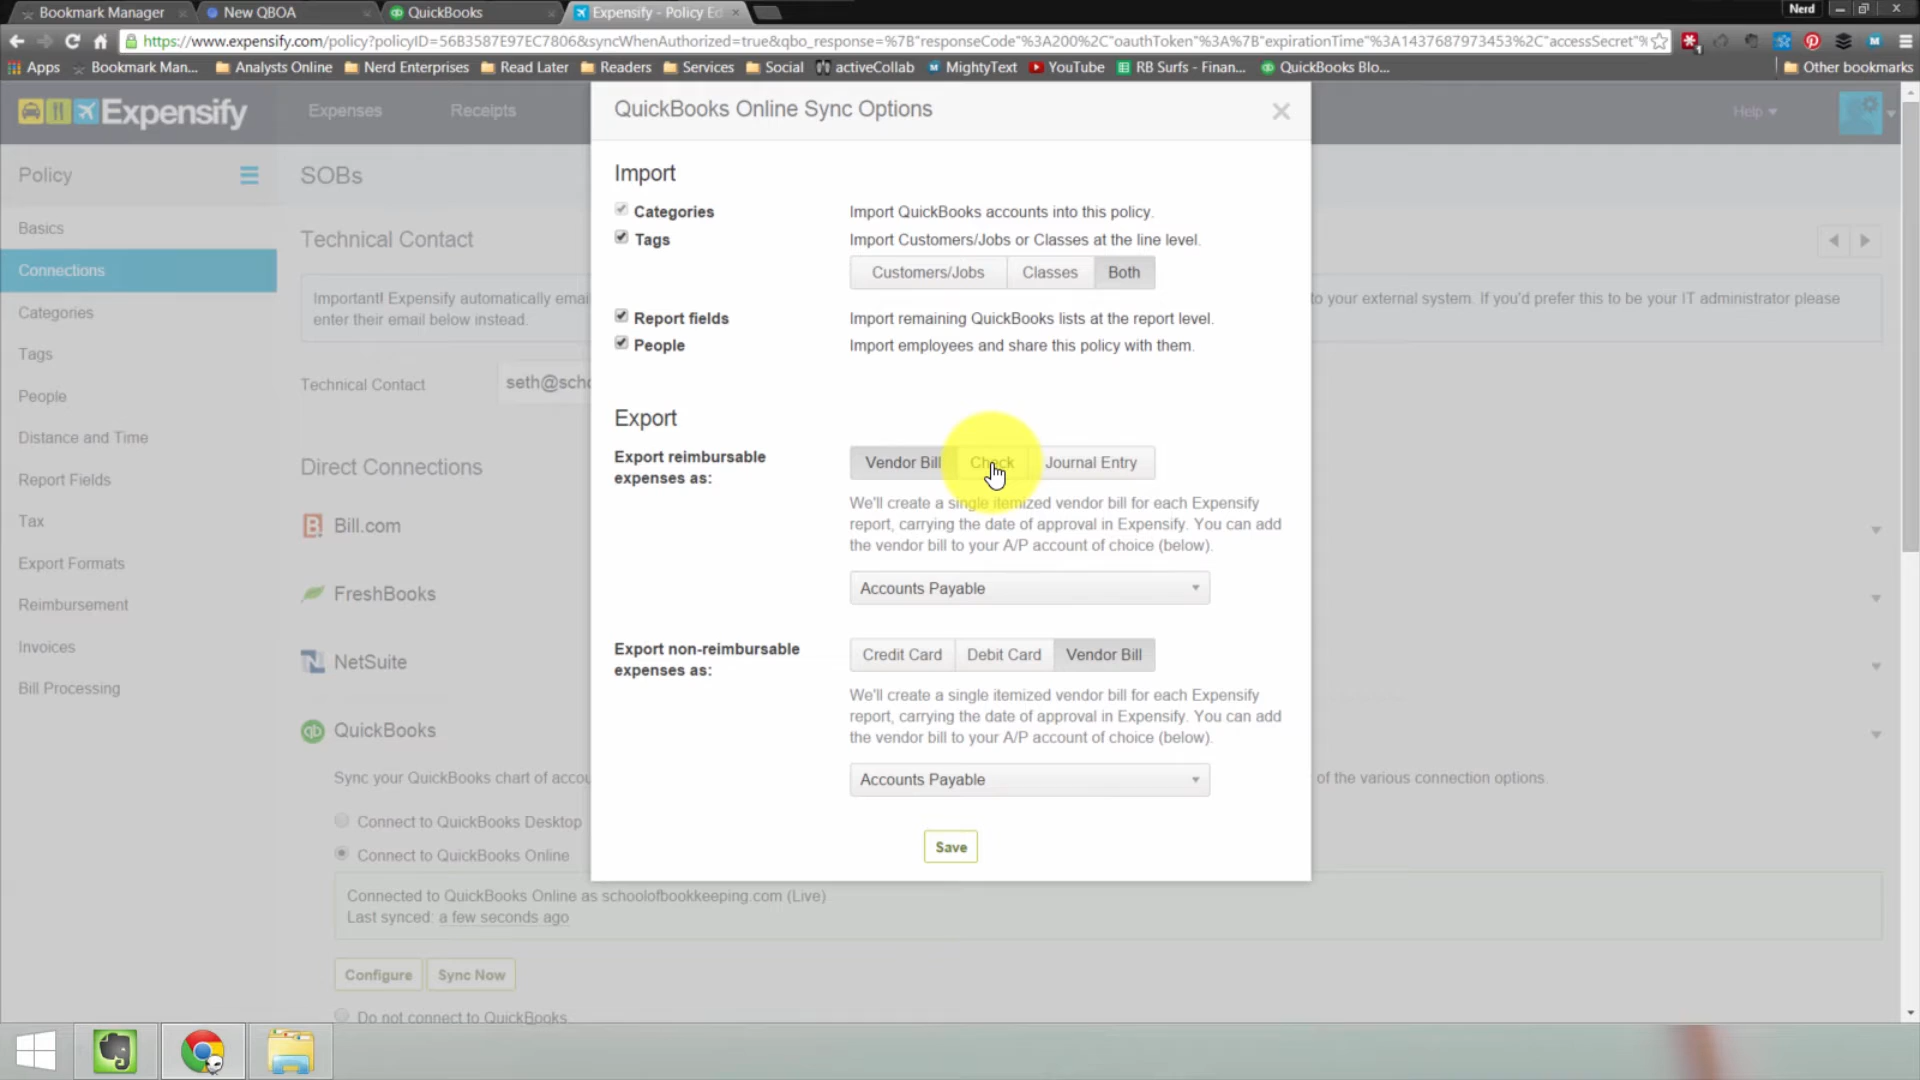 Bookmark Manager
New QBOA
QuickBooks
Expensify - Policy Ed
Nerd
https://www.expensify.com/policy?policyID=56B3587E97EC7806&syncWhenAuthorized=true&qbo_response=%7B"responseCode"%3A200%2C"oauthToken"%3A%7B"expirationTime"%3A1437687973453%2C"accessSecret"%
Apps
Bookmark Man...
Analysts Online
Nerd Enterprises
Read Later
Readers
Services
Social
activeCollab
MightyText
YouTube
RB Surfs - Finan...
QuickBooks Blo...
Other bookmarks
Expensify
Expenses
Receipts
Help
QuickBooks Online Sync Options
Policy
SOBs
Basics
Connections
Categories
Tags
People
Distance and Time
Report Fields
Tax
Export Formats
Reimbursement
Invoices
Bill Processing
Technical Contact
Important! Expensify automatically emai
to your external system. If you'd prefer this to be your IT administrator please
enter their email below instead.
Technical Contact
seth@scho
Direct Connections
Bill.com
FreshBooks
NetSuite
QuickBooks
Sync your QuickBooks chart of accou
of the various connection options.
Connect to QuickBooks Desktop
Connect to QuickBooks Online
Connected to QuickBooks Online as schoolofbookkeeping.com (Live)
Last synced: a few seconds ago
Configure
Sync Now
Do not connect to QuickBooks
Import
Categories
Import QuickBooks accounts into this policy.
Tags
Import Customers/Jobs or Classes at the line level.
Customers/Jobs
Classes
Both
Report fields
Import remaining QuickBooks lists at the report level.
People
Import employees and share this policy with them.
Export
Export reimbursable
expenses as:
Vendor Bill
Check
Journal Entry
We'll create a single itemized vendor bill for each Expensify
report, carrying the date of approval in Expensify. You can add
the vendor bill to your A/P account of choice (below).
Accounts Payable
Export non-reimbursable
expenses as:
Credit Card
Debit Card
Vendor Bill
We'll create a single itemized vendor bill for each Expensify
report, carrying the date of approval in Expensify. You can add
the vendor bill to your A/P account of choice (below).
Accounts Payable
Save